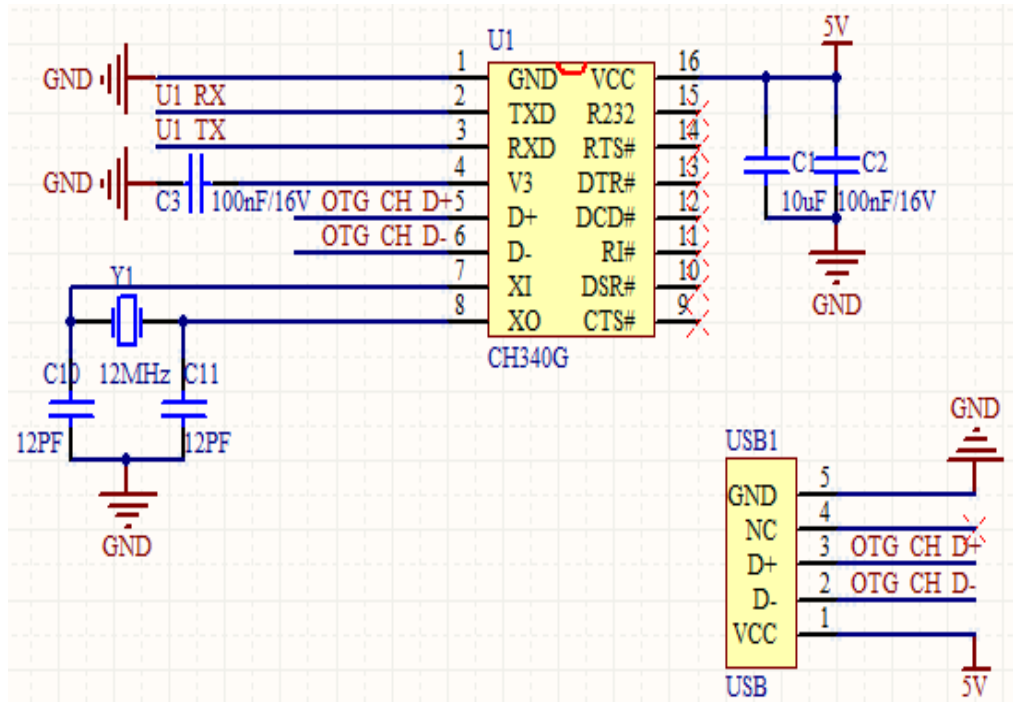 U1
5V
1
GND
VCC
16
GND
U1 RX
2
TXD
R232
15
U1 TX
3
RXD
RTS#
14
GND
C3
100nF/16V
4
V3
DTR#
13
C1
10uF
C2
100nF/16V
OTG CH D+
5
D+
DCD#
12
OTG CH D-
6
D-
RI#
11
7
XI
DSR#
10
GND
Y1
8
XO
CTS#
9
CH340G
C10
12MHz
C11
12PF
12PF
GND
GND
USB1
GND
5
NC
4
D+
3
OTG CH D+
D-
2
OTG CH D-
VCC
1
USB
5V